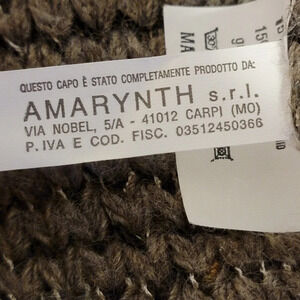 QUESTO CAPO È STATO COMPLETAMENTE PRODOTTO DA:
AMARYNTH s.r.l.
VIA NOBEL, 5/A - 41012 CARPI (MO)
P. IVA E COD. FISC. 03512450366